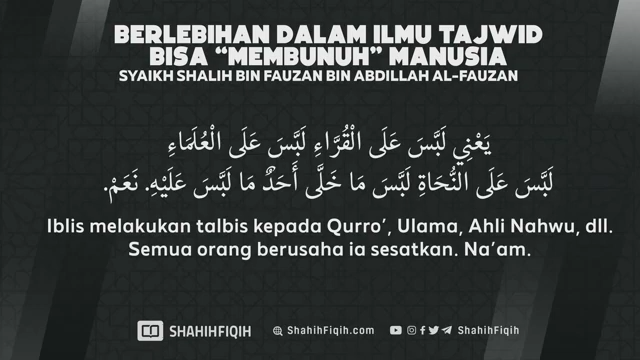 BERLEBIHAN DALAM ILMU TAJWID
BISA “MEMBUNUH” MANUSIA
SYAIKH SHALIH BIN FAUZAN BIN ABDILLAH AL-FAUZAN
يَعْنِي لَبَّسَ عَلَى الْقُرَّاءِ لَبَّسَ عَلَى الْعُلَمَاءِ
لَبَّسَ عَلَى النُّحَاةِ لَبَّسَ مَا خَلَّى أَحَدٌ مَا لَبَّسَ عَلَيْهِ. نَعَمْ.
Iblis melakukan talbis kepada Qurro’, Ulama, Ahli Nahwu, dll.
Semua orang berusaha ia sesatkan. Na’am.
SHAHIHFIQIH ShahihFiqih.com ShahihFiqih